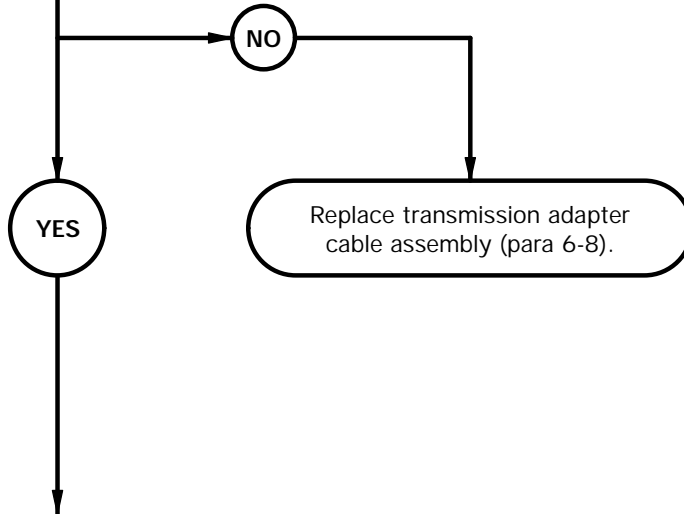 NO
YES
Replace transmission adapter
cable assembly (para 6-8).